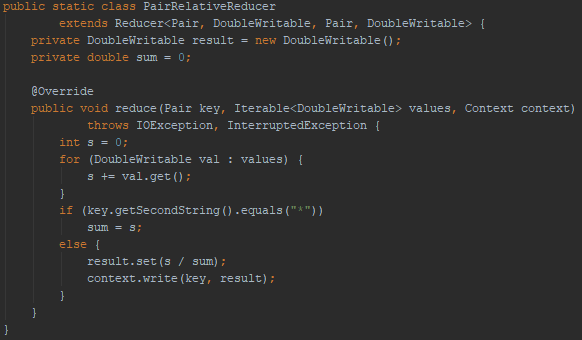 public static class PairRelativeReducer
        extends Reducer<Pair, DoubleWritable, Pair, DoubleWritable> {
    private DoubleWritable result = new DoubleWritable();
    private double sum = 0;

    @Override
    public void reduce(Pair key, Iterable<DoubleWritable> values, Context context)
            throws IOException, InterruptedException {
        int s = 0;
        for (DoubleWritable val : values) {
            s += val.get();
        }
        if (key.getSecondString().equals("*"))
            sum = s;
        else {
            result.set(s / sum);
            context.write(key, result);
        }
    }
}